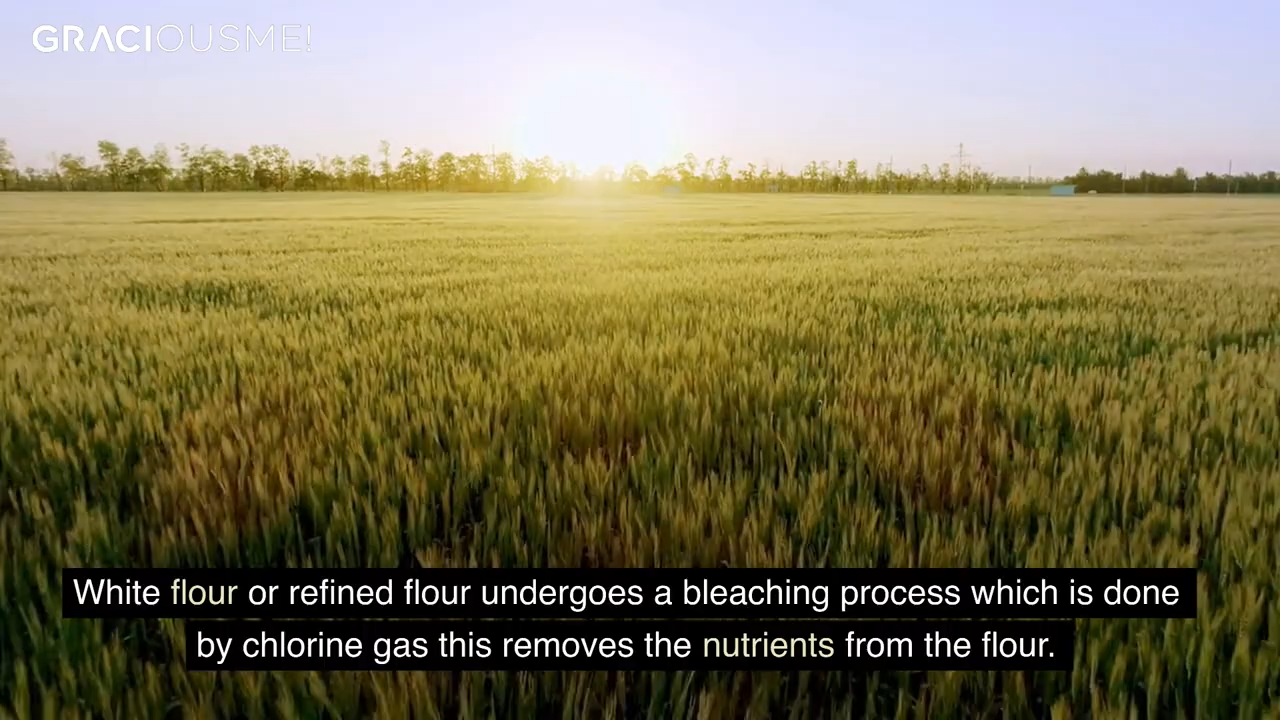 GRACIOUSME!
White flour or refined flour undergoes a bleaching process which is done
by chlorine gas this removes the nutrients from the flour.